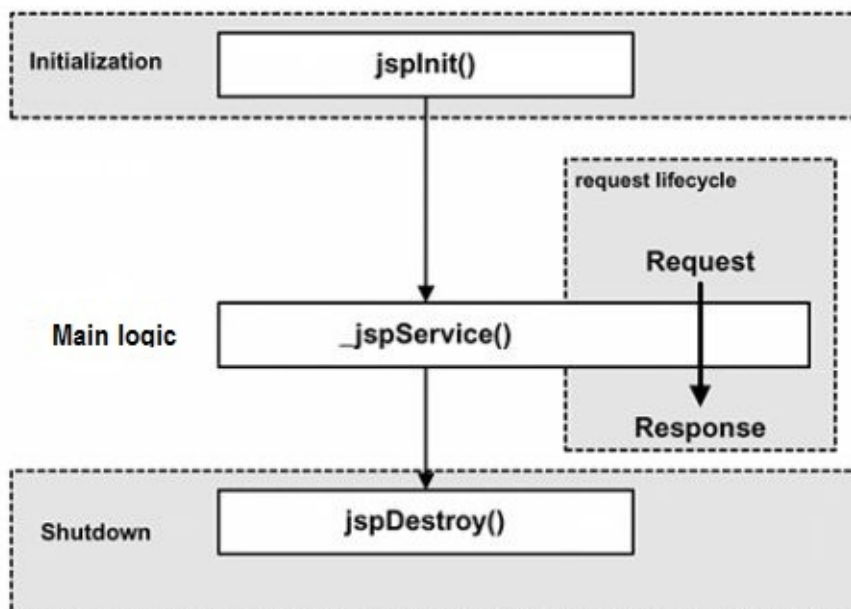 Initialization
jspInit()
request lifecycle
Request
Main logic
_jspService()
Response
Shutdown
jspDestroy()